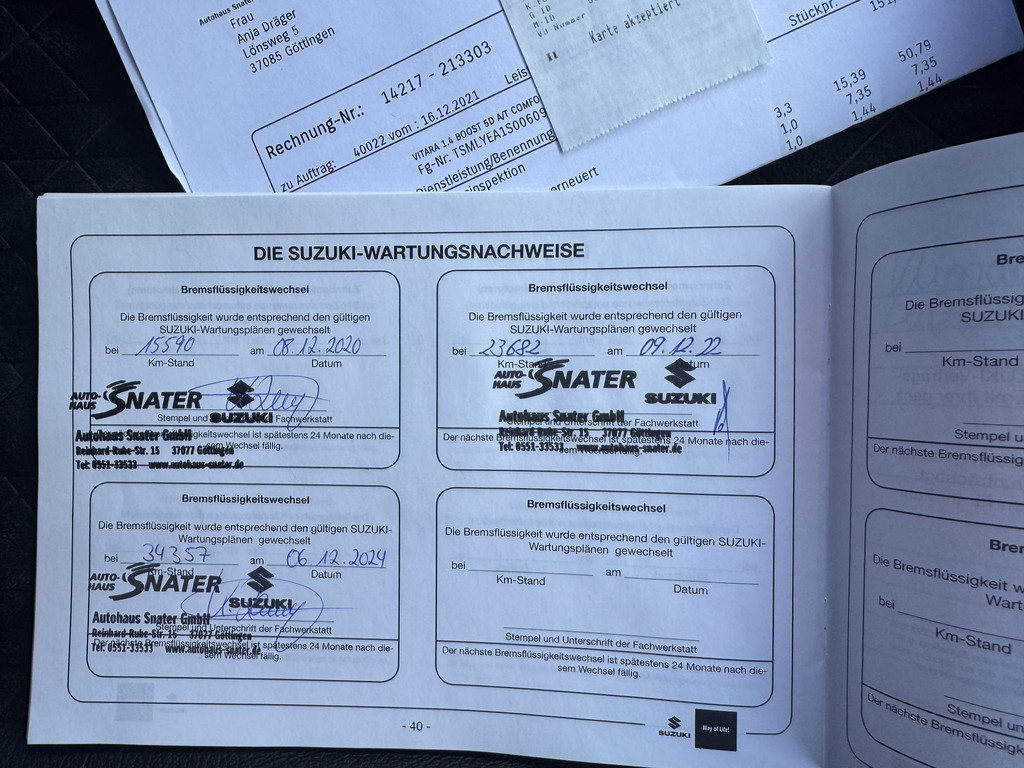 Autohaus Snater
Frau
Anja Dräger
Lönsweg 5
37085 Göttingen
Karte akzeptiert
Stückpr.
Rechnung-Nr.: 14217 - 213303
zu Auftrag: 40022 vom : 16.12.2021
VITARA 1.4 BOOST 5D A/T COMFO
Fg-Nr. TSMLYEA1S00609
Dienstleistung/Benennung
inspektion
erneuert
3,3 15,39 50,79
1,0 7,35 7,35
1,0 1,44 1,44
DIE SUZUKI-WARTUNGSNACHWEISE
Bremsflüssigkeitswechsel
Die Bremsflüssigkeit wurde entsprechend den gültigen
SUZUKI-Wartungsplänen gewechselt
bei 15590 am 08.12.2020
Km-Stand Datum
AUTO-
HAUS SNATER
SUZUKI
Stempel und Fachwerkstatt
Autohaus Snater GmbH
Reinhard-Rube-Str. 15 37077 Göttingen
Tel: 0551-33533 www.autohaus-snater.de
igkeitswechsel ist spätestens 24 Monate nach die-
sem Wechsel fällig.
Bremsflüssigkeitswechsel
Die Bremsflüssigkeit wurde entsprechend den gültigen
SUZUKI-Wartungsplänen gewechselt
bei 23682 am 09.12.22
Km-Stand Datum
AUTO-
HAUS SNATER
SUZUKI
Autohaus Snater GmbH
Stempel und Unterschrift der Fachwerkstatt
Reinhard-Rube-Str. 15 37077 Göttingen
Tel: 0551-33533 www.autohaus-snater.de
Der nächste Bremsflüssigkeitswechsel ist spätestens 24 Monate nach die-
sem Wechsel fällig.
Bremsflüssigkeitswechsel
Die Bremsflüssigkeit wurde entsprechend den gültigen SUZUKI-
Wartungsplänen gewechselt
bei 34357 am 06.12.2024
Km-Stand Datum
AUTO-
HAUS SNATER
SUZUKI
Autohaus Snater GmbH
Stempel und Unterschrift der Fachwerkstatt
Reinhard-Rube-Str. 15 37077 Göttingen
Tel: 0551-33533 www.autohaus-snater.de
Der nächste Bremsflüssigkeitswechsel ist spätestens 24 Monate nach die-
sem Wechsel fällig.
Bremsflüssigkeitswechsel
Die Bremsflüssigkeit wurde entsprechend den gültigen SUZUKI-
Wartungsplänen gewechselt
bei am
Km-Stand Datum
Stempel und Unterschrift der Fachwerkstatt
Der nächste Bremsflüssigkeitswechsel ist spätestens 24 Monate nach die-
sem Wechsel fällig.
- 40 -
SUZUKI
Way of Life!
Bre
Die Bremsflüssig
SUZUKI
bei
Km-Stand
Stempel u
Der nächste Bremsflüssig
Brer
Die Bremsflüssigkeit w
Wart
bei
Km-Stand
Stempel un
Der nächste Bremsflüssigke